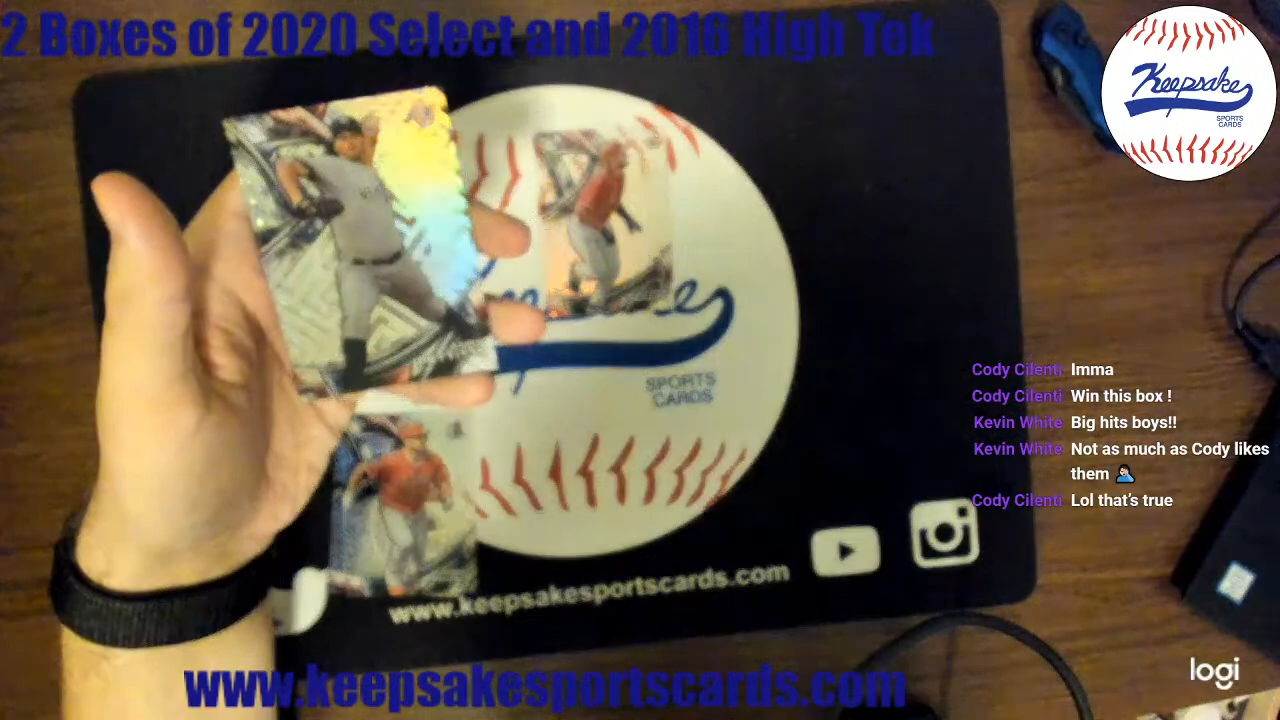 2 Boxes of 2020 Select and 2016 High Tek
Keepsake
SPORTS
CARDS
SPORTS
CARDS
Cody Cilenti Imma
Cody Cilenti Win this box !
Kevin White Big hits boys!!
Kevin White Not as much as Cody likes
them 🤦🏻‍♂️
Cody Cilenti Lol that's true
www.keepsakesportscards.com
www.keepsakesportscards.com
logi